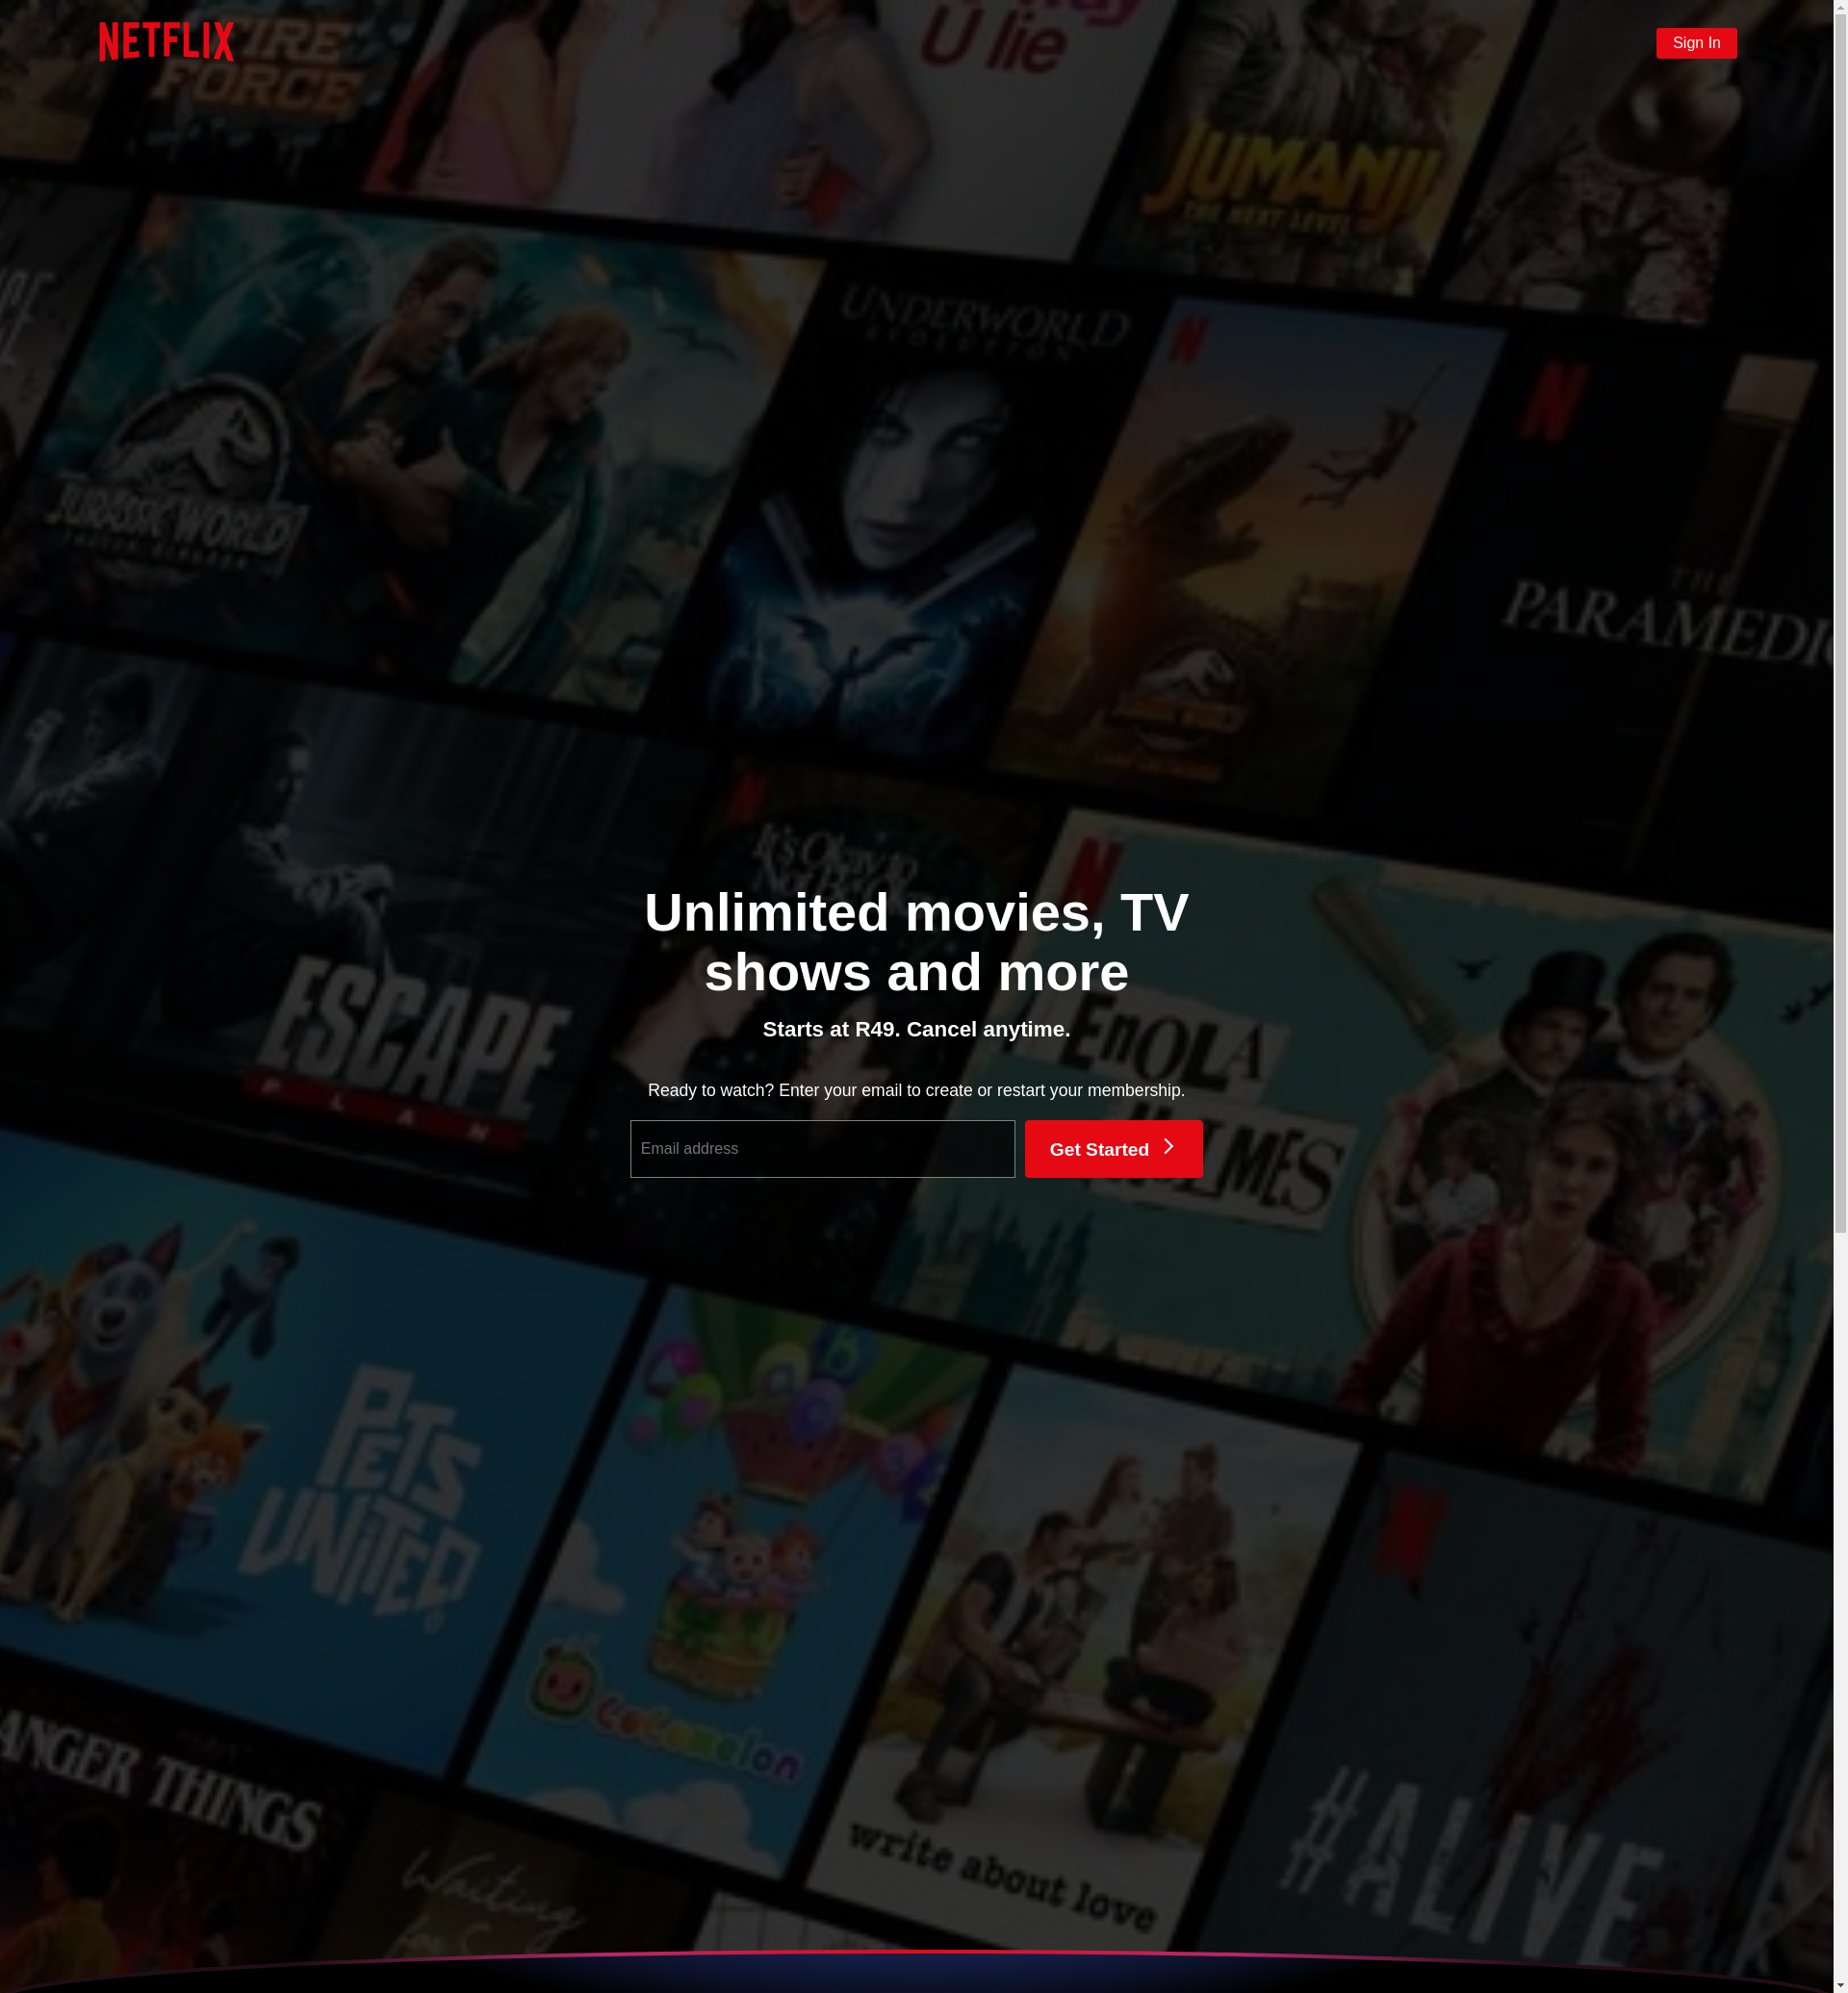 NETFLIX
Sign In
FIRE
FORCE
U lie
JUMANJI
THE NEXT LEVEL
UNDERWORLD
EVOLUTION
N
N
JURASSIC WORLD
FALLEN KINGDOM
THE
PARAMEDIC
N
It's Okay to
Not Be
N
Unlimited movies, TV
shows and more
Starts at R49. Cancel anytime.
ESCAPE
PLAN
ENOLA
HOLMES
Ready to watch? Enter your email to create or restart your membership.
Email address
Get Started
PETS
UNITED
cocomelon
N
write about love
#ALIVE
ANGER THINGS
Waiting
for